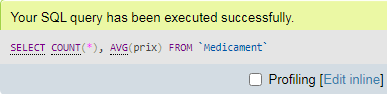 Your SQL query has been executed successfully.
SELECT COUNT(*), AVG(prix) FROM `Medicament`
Profiling [Edit inline]